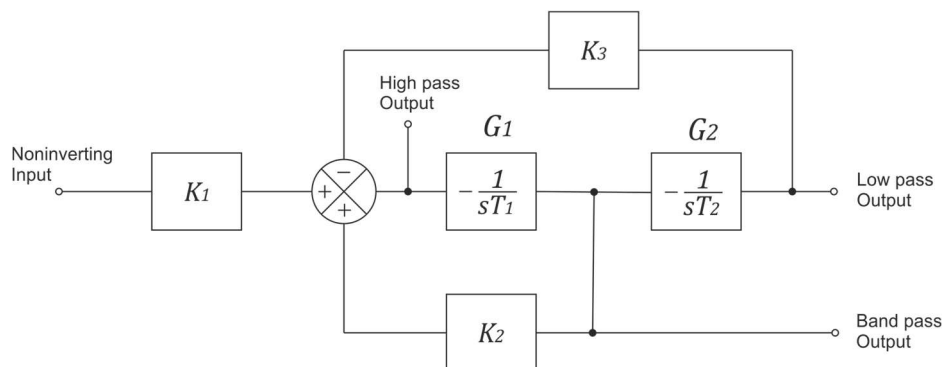 K3
High pass
Output
G1
G2
Noninverting
Input
K1
−
+
+
− 1
sT1
− 1
sT2
Low pass
Output
K2
Band pass
Output